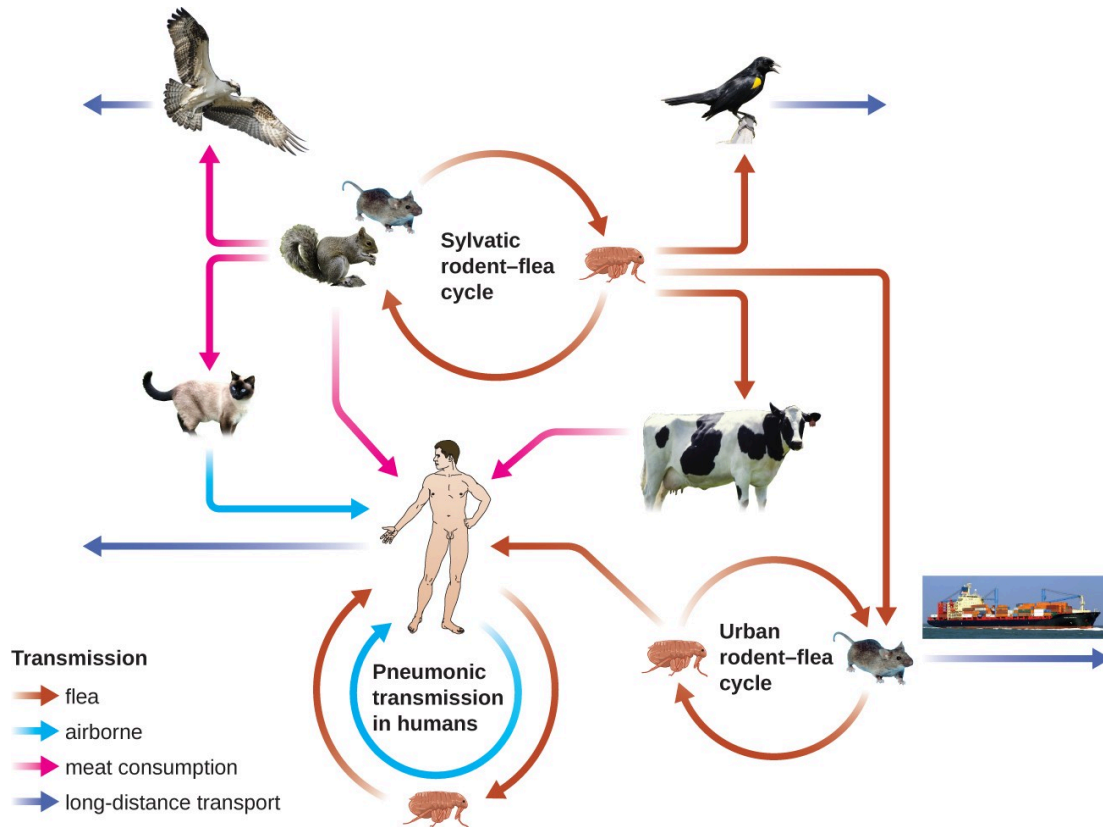 Sylvatic
rodent–flea
cycle
Urban
rodent–flea
cycle
Pneumonic
transmission
in humans
Transmission
flea
airborne
meat consumption
long-distance transport